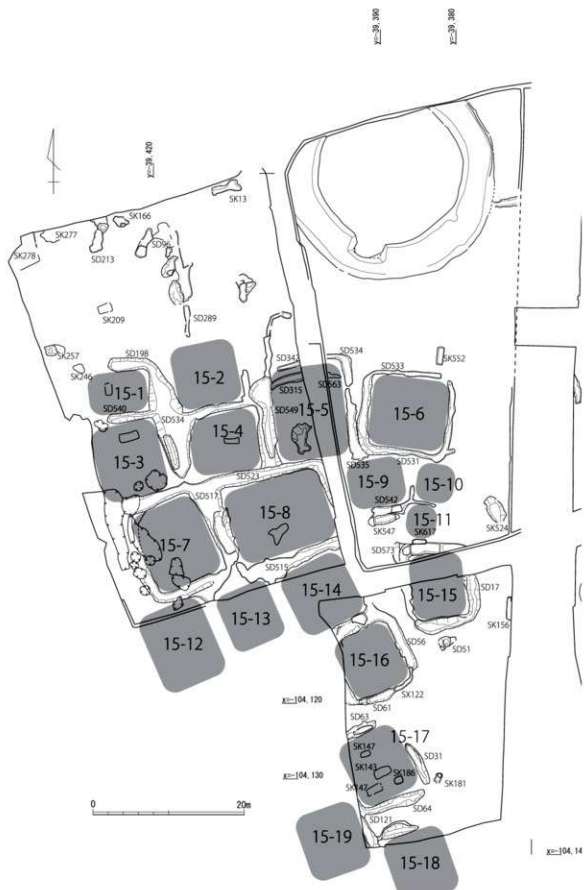 y=-39,390
y=-39,380
y=-39,420
SK13
SK166
SK277
SD96
SK278
SD213
SK209
SD289
SK257
SK246
SD198
SD342
SD534
SD533
SK552
15-1
15-2
SD315
SD563
SD540
SD534
15-4
SD549
15-5
15-6
15-3
SD535
SD531
SD523
15-9
15-10
SD517
SD542
15-11
15-7
15-8
SK547
SK617
SK524
SD573
SD515
15-12
15-13
15-14
15-15
SD17
SK156
SD56
SD51
15-16
SX122
x=-104,120
SD61
SD63
15-17
SK147
SD31
x=-104,130
SK143
SK186
SK181
SK147
SD64
0
20m
SD121
15-19
15-18
x=-104,14